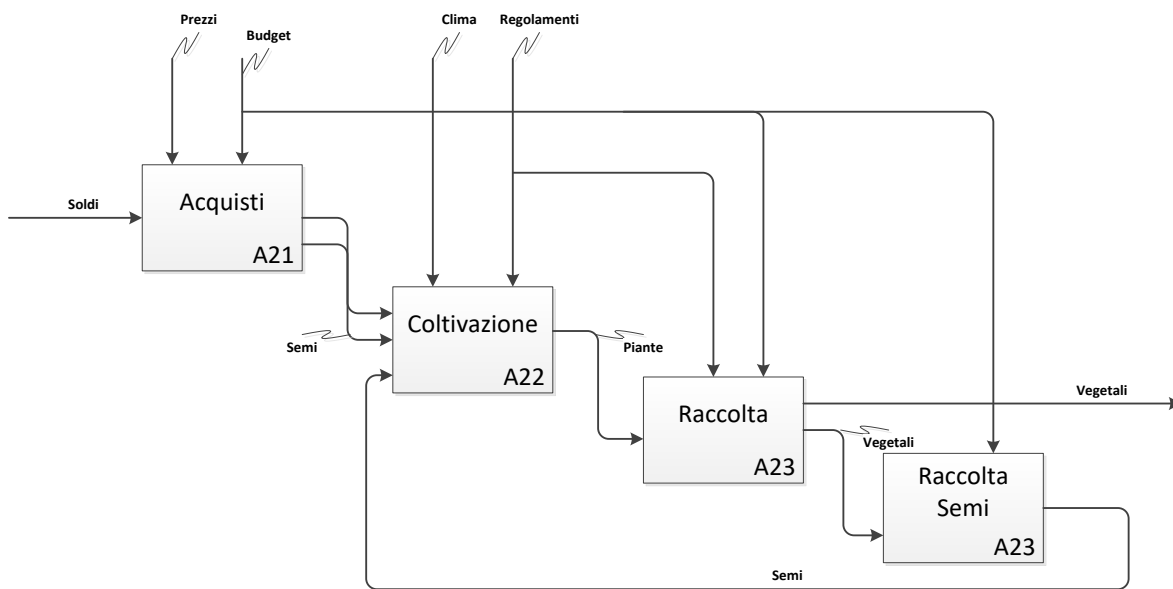 Prezzi
Budget
Clima
Regolamenti
Soldi
Acquisti
A21
Semi
Coltivazione
A22
Piante
Raccolta
A23
Vegetali
Vegetali
Raccolta
Semi
A23
Semi